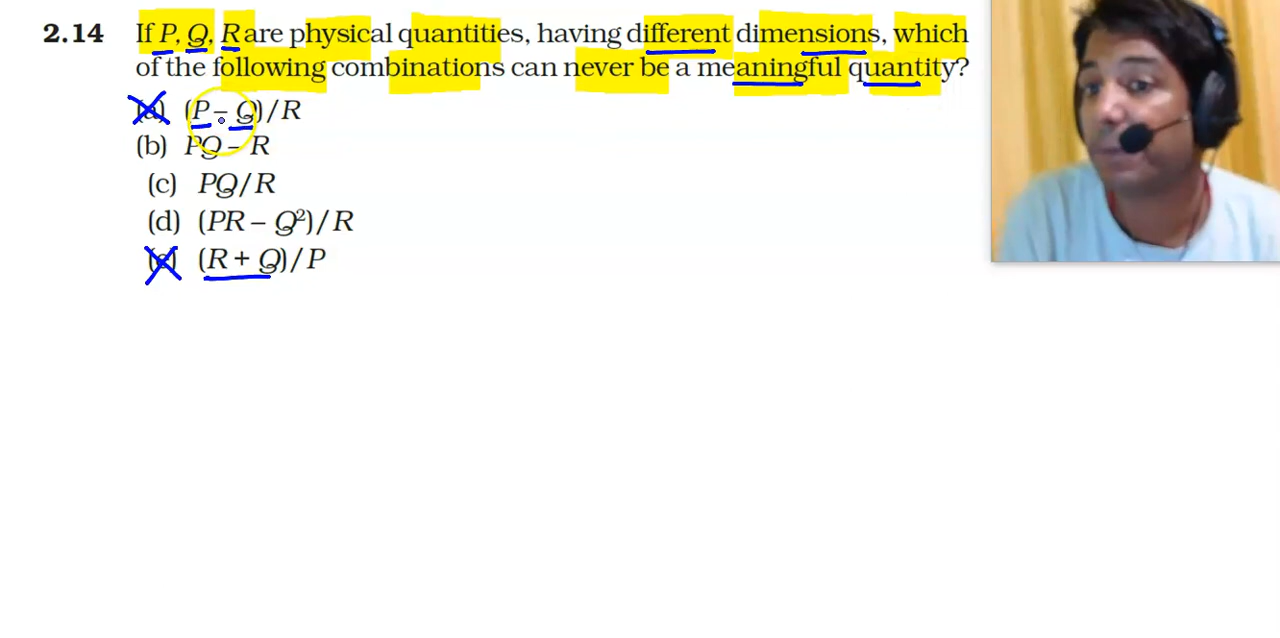 2.14 If P, Q, R are physical quantities, having different dimensions, which
of the following combinations can never be a meaningful quantity?
(a) (P – Q)/R
(b) PQ – R
(c) PQ/R
(d) (PR – Q²)/R
(e) (R + Q)/P